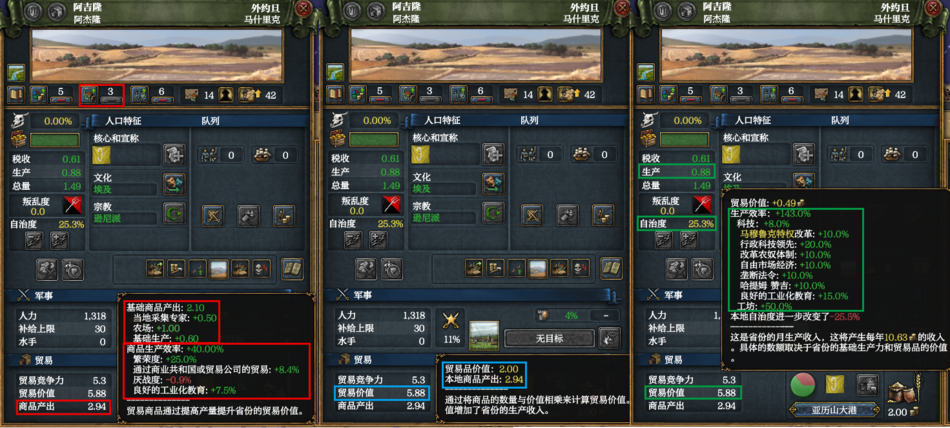 阿吉隆
阿杰隆
外约旦
马什里克
5
3
6
14
42
0.00%
人口特征
队列
核心和宣称
0
0
税收 0.61
生产 0.88
总量 1.49
文化
埃及
叛乱度
0.0
宗教
逊尼派
自治度 25.3%
军事
人力 1,318
补给上限 30
水手 0
贸易
贸易竞争力 5.3
贸易价值 5.88
商品产出 2.94
基础商品产出: 2.10
当地采集专家: +0.50
农场: +1.00
基础生产: +0.60
商品生产效率: +40.00%
繁荣度: +25.0%
通过商业共和国或贸易公司的贸易: +8.4%
厌战度: -0.9%
良好的工业化教育: +7.5%
贸易商品通过提高产量提升省份的贸易价值。
阿吉隆
阿杰隆
外约旦
马什里克
5
3
6
14
42
0.00%
人口特征
队列
核心和宣称
0
0
税收 0.61
生产 0.88
总量 1.49
文化
埃及
叛乱度
0.0
宗教
逊尼派
自治度 25.3%
军事
人力 1,318
补给上限 30
水手 0
4%
-
11%
无目标
贸易
贸易竞争力 5.3
贸易价值 5.88
商品产出 2.94
贸易品价值: 2.00
本地商品产出: 2.94
通过将商品的数量与价值相乘来计算贸易价
值增加了省份的生产收入。
阿吉隆
阿杰隆
外约旦
马什里克
5
3
6
14
42
0.00%
人口特征
队列
核心和宣称
0
0
税收 0.61
生产 0.88
总量 1.49
文化
叛乱度
0.0
自治度 25.3%
贸易价值: +0.49
生产效率: +143.0%
科技: +8.0%
马穆鲁克特权改革: +10.0%
行政科技领先: +20.0%
改革农奴体制: +10.0%
自由市场经济: +10.0%
垄断法令: +10.0%
哈提姆 赞吉: +10.0%
良好的工业化教育: +15.0%
工坊: +50.0%
本地自治度进一步改变了-25.5%
这是省份的月生产收入，这将产生每年10.63的收入
。具体的数额取决于省份的基础生产力和贸易品的价值
。
军事
人力
补给上限
水手
贸易
贸易竞争力 5.3
贸易价值 5.88
商品产出 2.94
亚历山大港
2.00